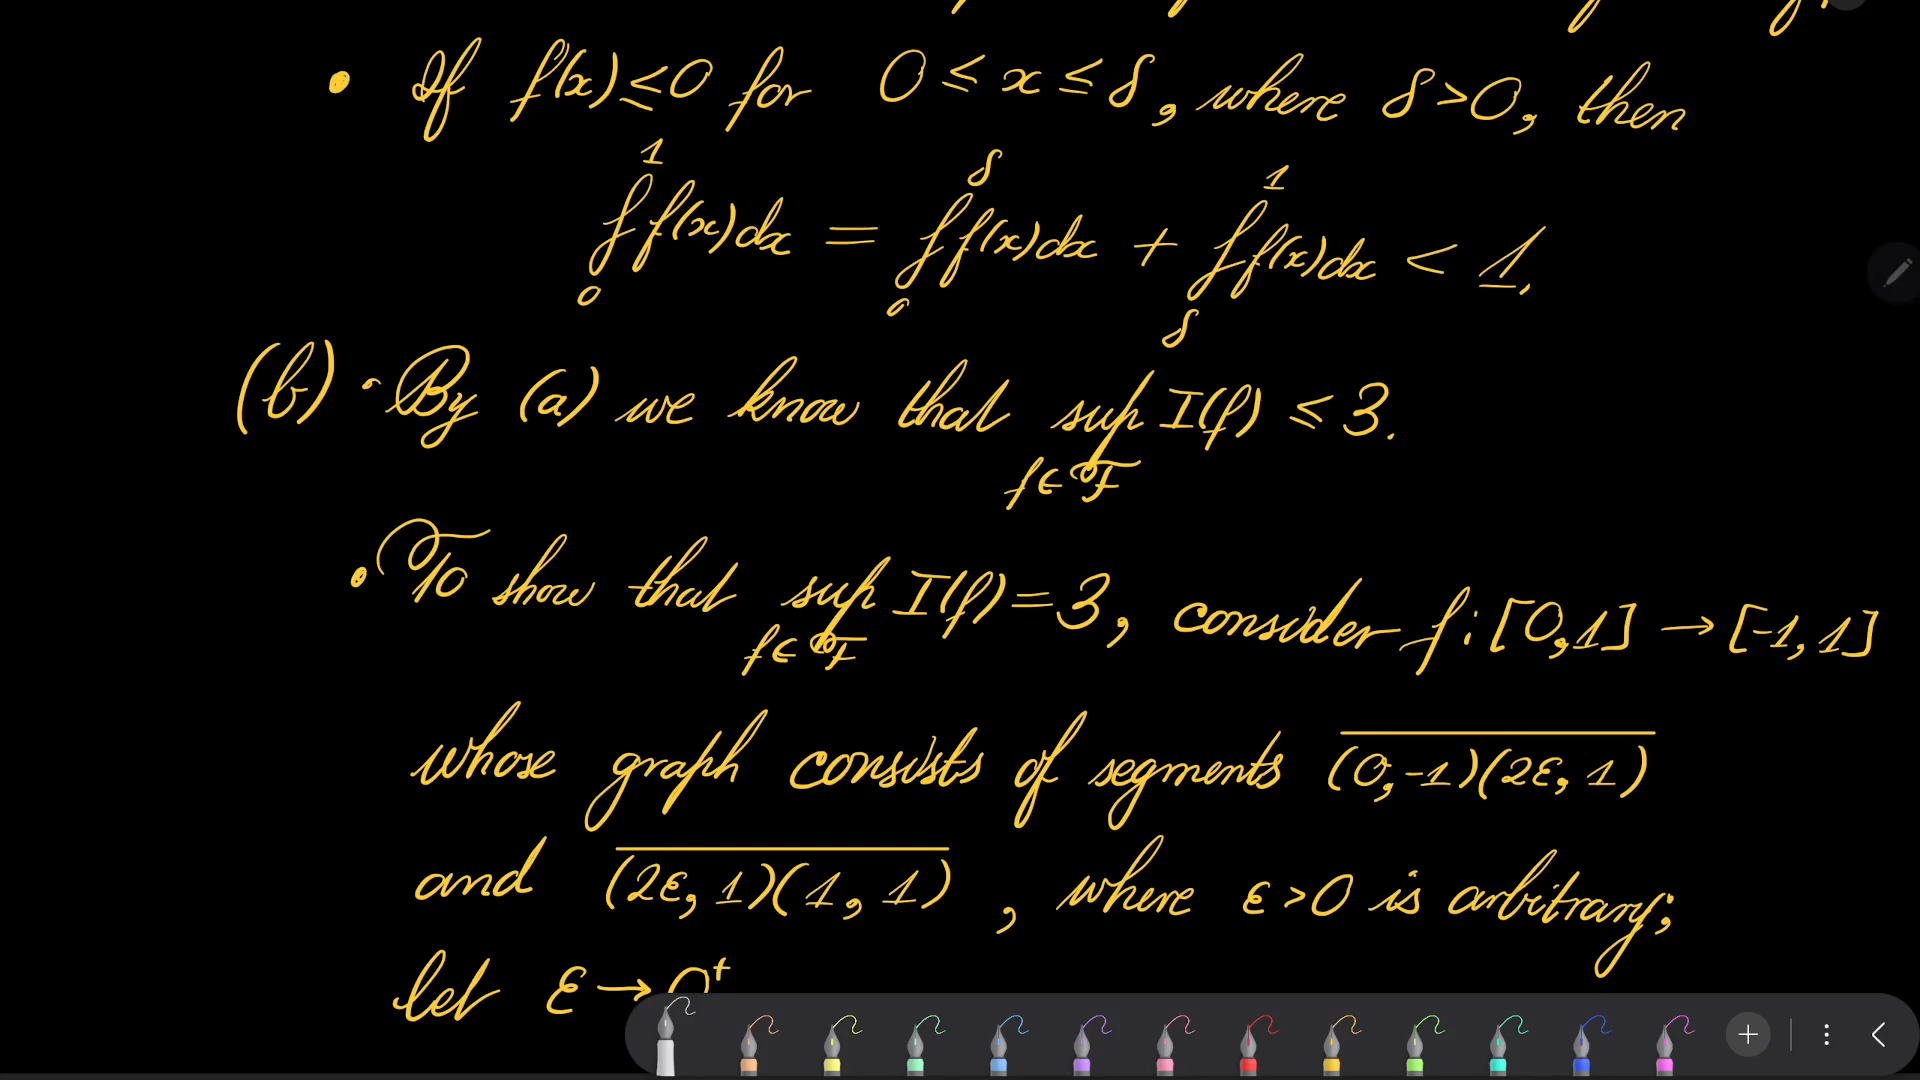 • If f(x) ≤ 0 for 0 ≤ x ≤ δ, where δ > 0, then
∫₀¹ f(x)dx = ∫₀^δ f(x)dx + ∫_δ¹ f(x)dx < 1.
(b) • By (a) we know that sup_{f∈ℱ} I(f) ≤ 3.
• To show that sup_{f∈ℱ} I(f) = 3, consider f : [0,1] → [-1,1]
whose graph consists of segments \overline{(0,-1)(2ε,1)}
and \overline{(2ε,1)(1,1)}, where ε > 0 is arbitrary;
let ε → 0⁺